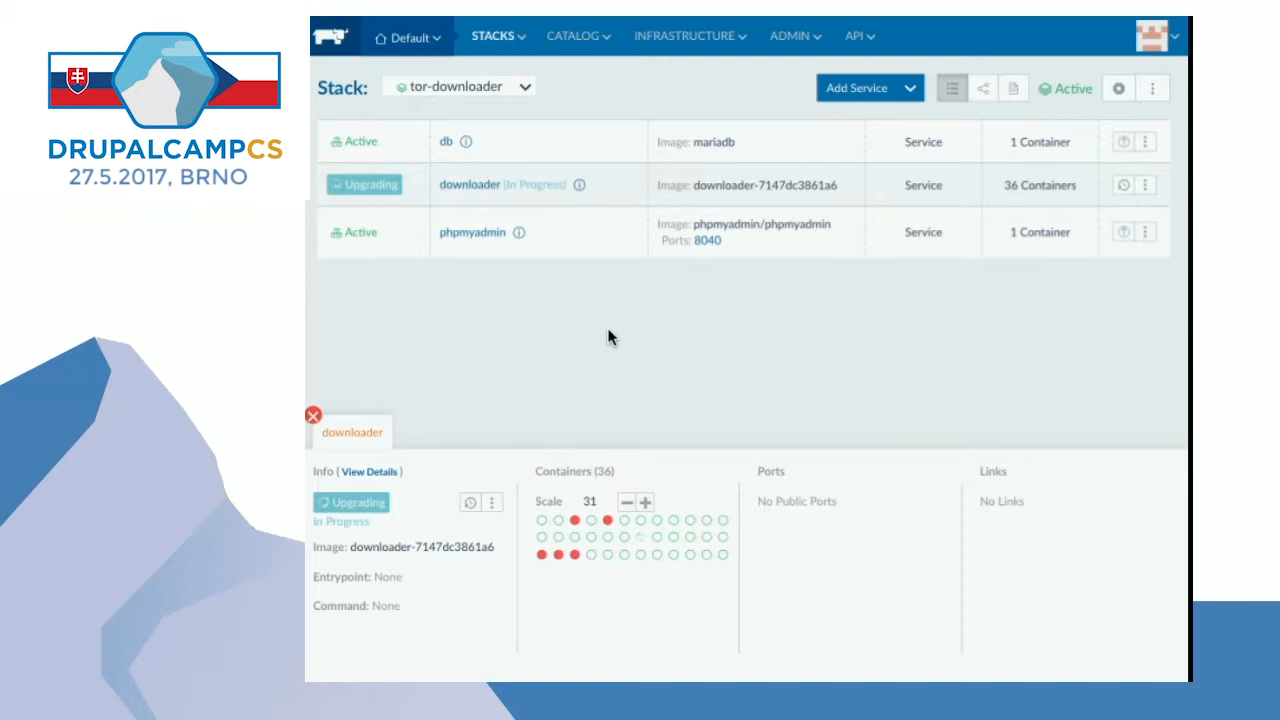 DRUPALCAMPCS
27.5.2017, BRNO
Default STACKS CATALOG INFRASTRUCTURE ADMIN API
Stack: tor-downloader Add Service Active
Active db Image: mariadb Service 1 Container
Upgrading downloader (In Progress) Image: downloader-7147dc3861a6 Service 36 Containers
Active phpmyadmin Image: phpmyadmin/phpmyadmin Service 1 Container
Ports: 8040
downloader
Info ( View Details ) Containers (36) Ports Links
Upgrading Scale 31 No Public Ports No Links
In Progress
Image: downloader-7147dc3861a6
Entrypoint: None
Command: None